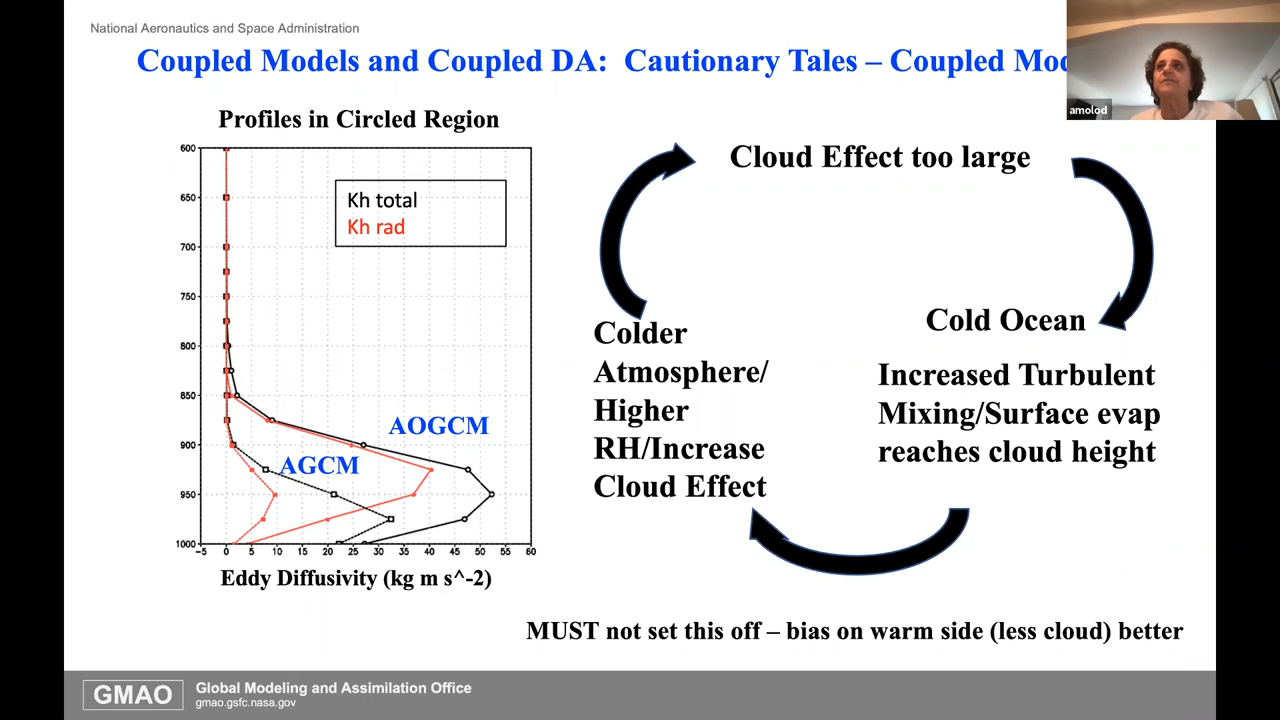 National Aeronautics and Space Administration
Coupled Models and Coupled DA: Cautionary Tales – Coupled
amolod
Profiles in Circled Region
600
650
700
750
800
850
900
950
1000
Kh total
Kh rad
AOGCM
AGCM
-5 0 5 10 15 20 25 30 35 40 45 50 55 60
Eddy Diffusivity (kg m s^-2)
Cloud Effect too large
Cold Ocean
Increased Turbulent
Mixing/Surface evap
reaches cloud height
Colder
Atmosphere/
Higher
RH/Increase
Cloud Effect
MUST not set this off – bias on warm side (less cloud) better
GMAO
Global Modeling and Assimilation Office
gmao.gsfc.nasa.gov